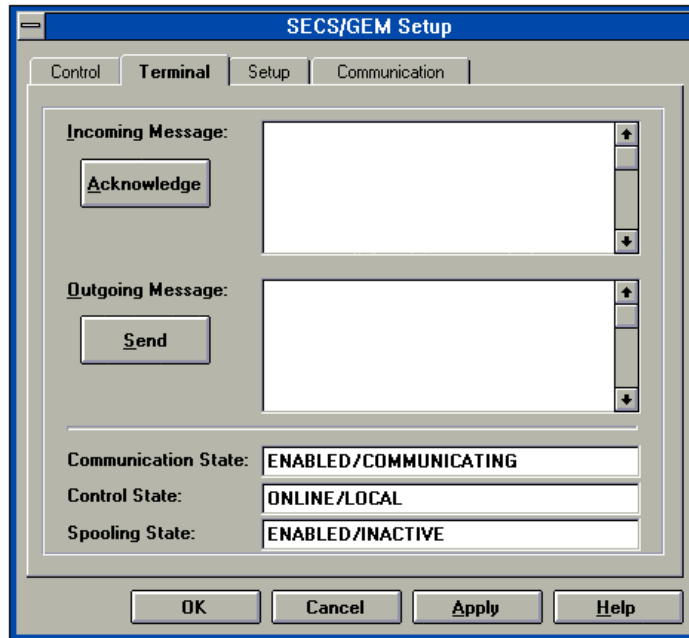 SECS/GEM Setup
Control Terminal Setup Communication
Incoming Message:
Acknowledge
Outgoing Message:
Send
Communication State: ENABLED/COMMUNICATING
Control State: ONLINE/LOCAL
Spooling State: ENABLED/INACTIVE
OK Cancel Apply Help